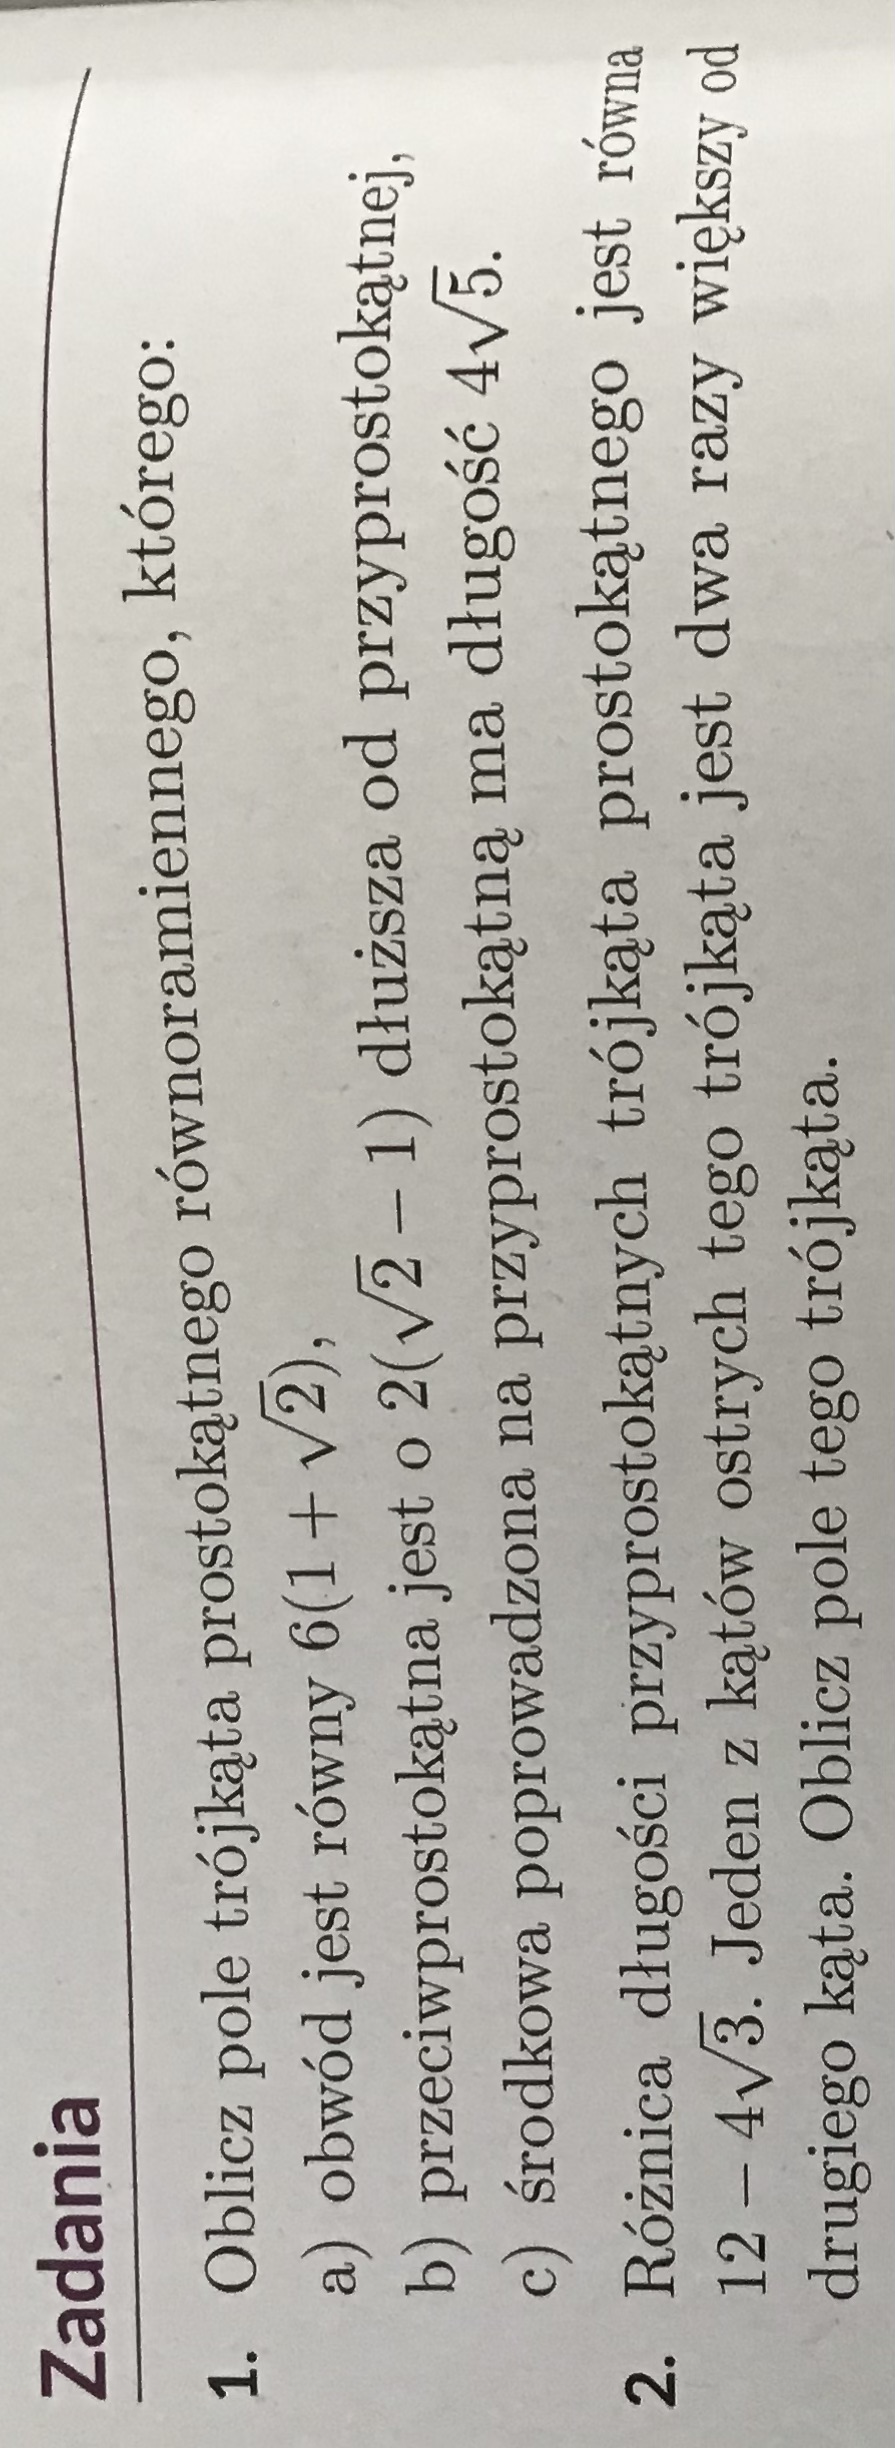 Zadania
1. Oblicz pole trójkąta prostokątnego równoramiennego, którego:
a) obwód jest równy 6(1 + √2),
b) przeciwprostokątna jest o 2(√2 − 1) dłuższa od przyprostokątnej,
c) środkowa poprowadzona na przyprostokątną ma długość 4√5.
2. Różnica długości przyprostokątnych trójkąta prostokątnego jest równa
12 − 4√3. Jeden z kątów ostrych tego trójkąta jest dwa razy większy od
drugiego kąta. Oblicz pole tego trójkąta.